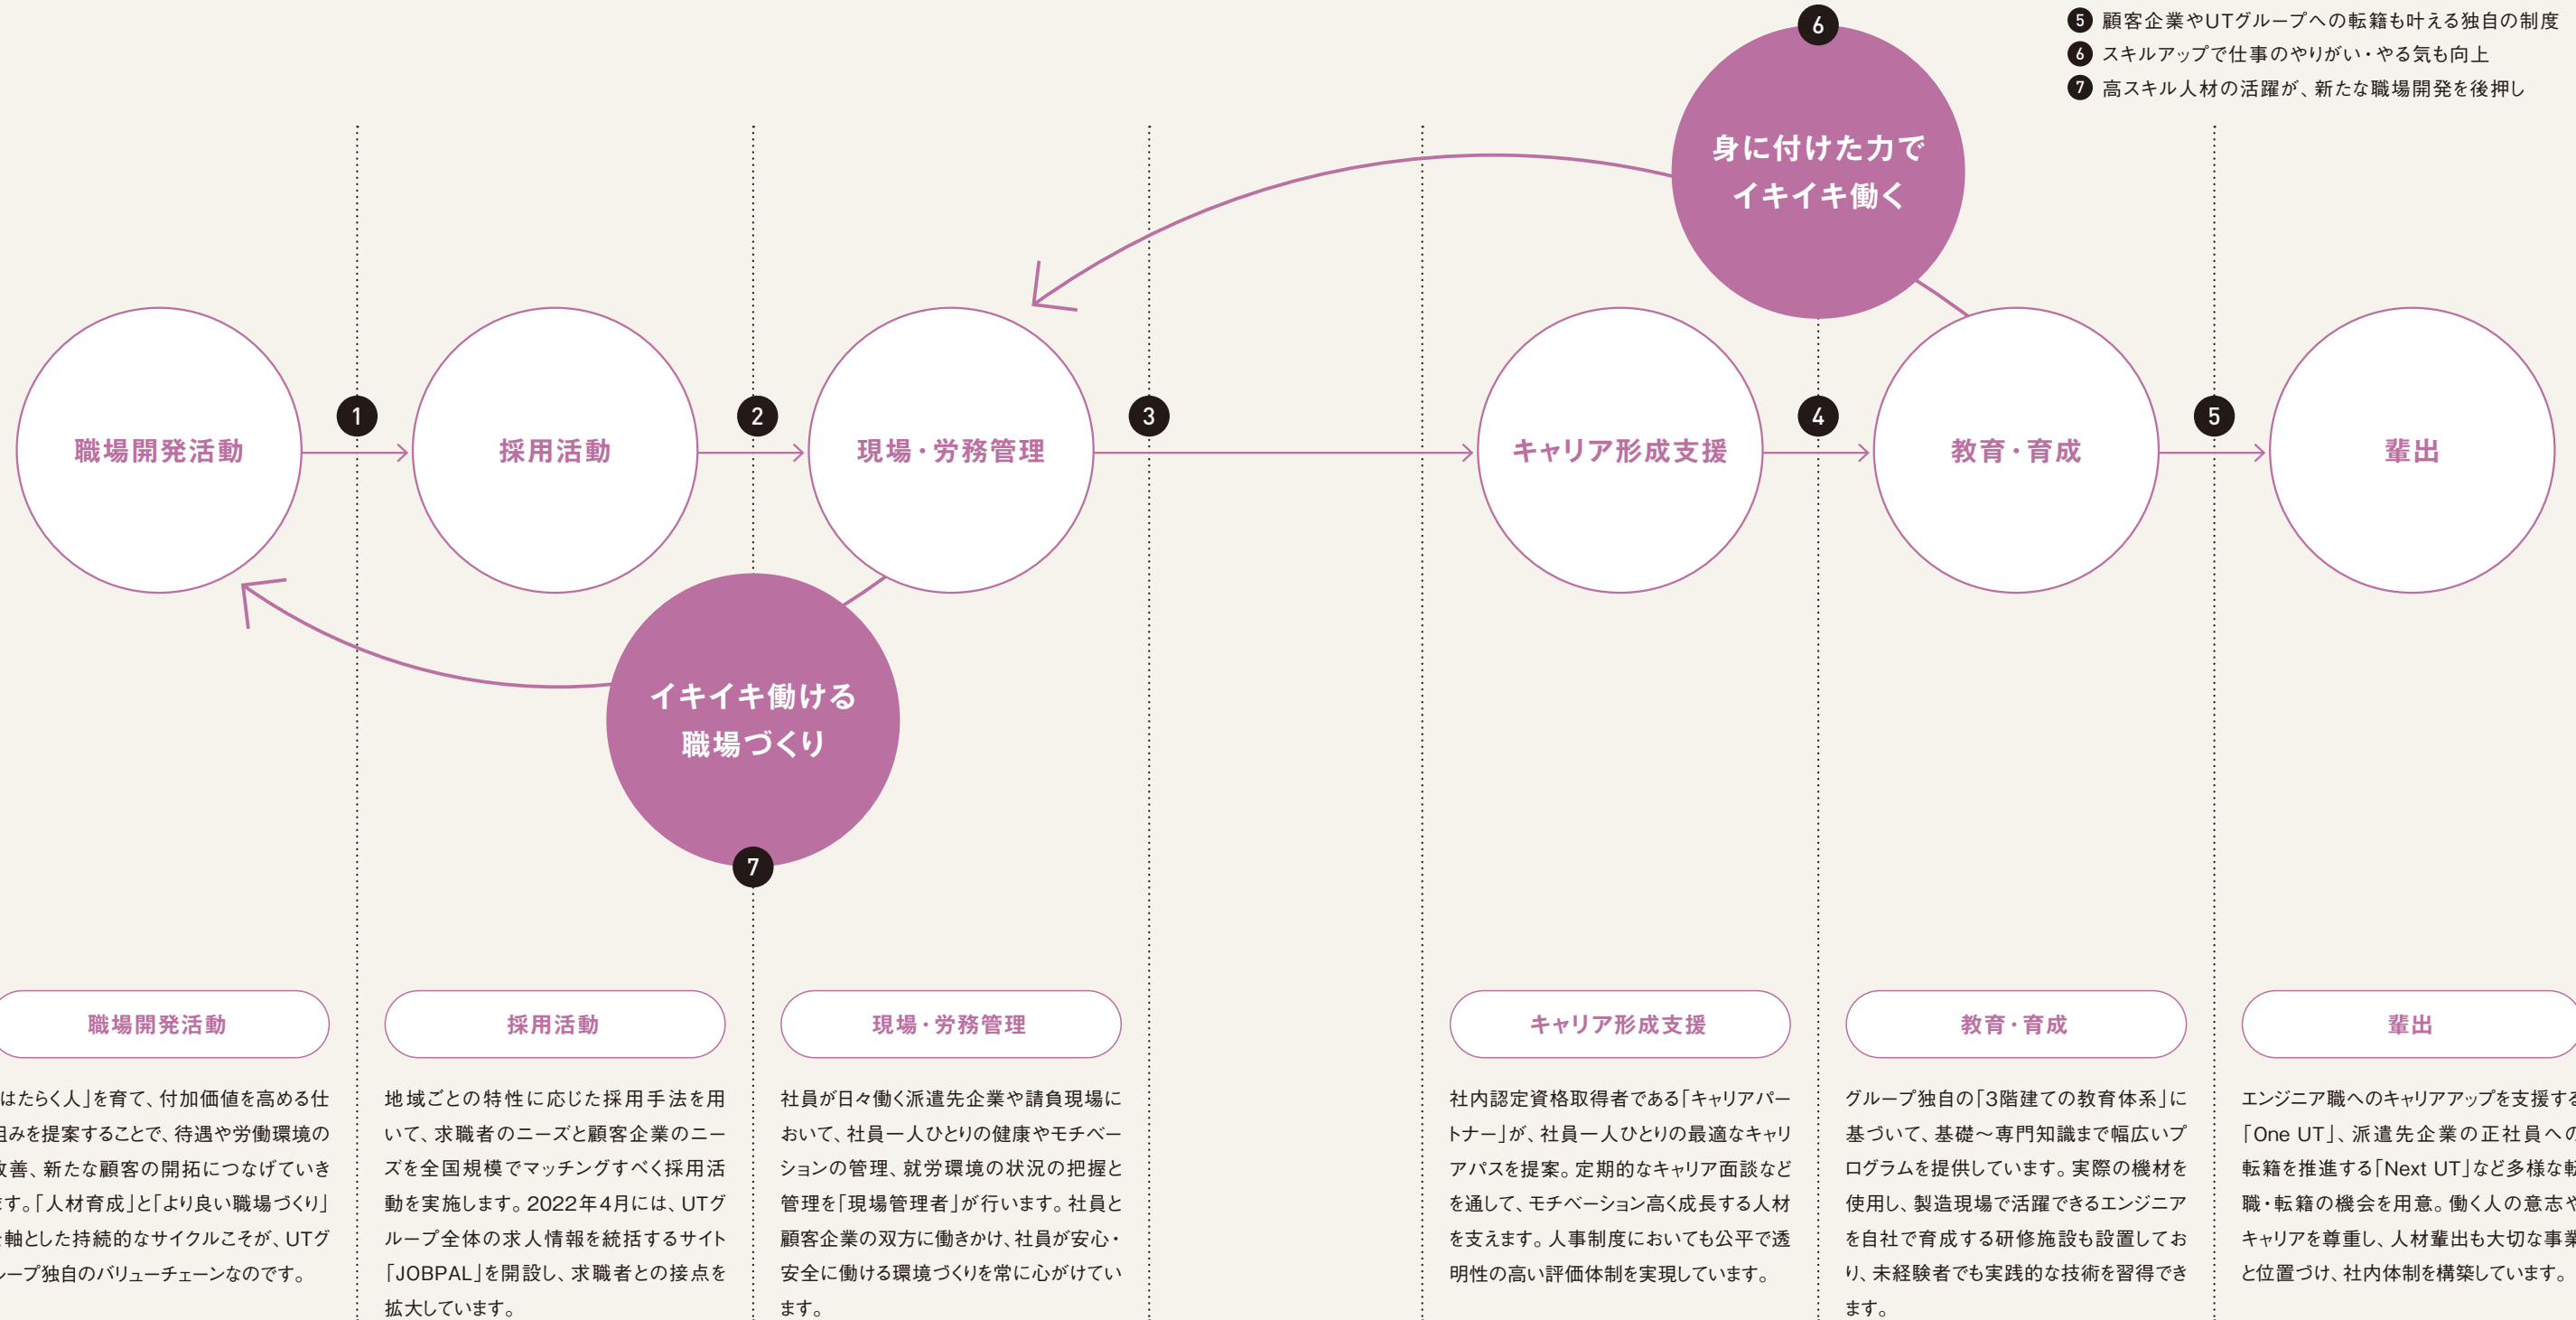 5 顧客企業やUTグループへの転籍も叶える独自の制度
6 スキルアップで仕事のやりがい・やる気も向上
7 高スキル人材の活躍が、新たな職場開発を後押し
6
身に付けた力で
イキイキ働く
職場開発活動
1
採用活動
2
現場・労務管理
3
キャリア形成支援
4
教育・育成
5
輩出
イキイキ働ける
職場づくり
7
職場開発活動
はたらく人」を育て、付加価値を高める仕
組みを提案することで、待遇や労働環境の
改善、新たな顧客の開拓につなげていき
ます。「人材育成」と「より良い職場づくり」
を軸とした持続的なサイクルこそが、UTグ
ループ独自のバリューチェーンなのです。
採用活動
地域ごとの特性に応じた採用手法を用
いて、求職者のニーズと顧客企業のニー
ズを全国規模でマッチングすべく採用活
動を実施します。2022年4月には、UTグ
ループ全体の求人情報を統括するサイト
「JOBPAL」を開設し、求職者との接点を
拡大しています。
現場・労務管理
社員が日々働く派遣先企業や請負現場に
おいて、社員一人ひとりの健康やモチベー
ションの管理、就労環境の状況の把握と
管理を「現場管理者」が行います。社員と
顧客企業の双方に働きかけ、社員が安心・
安全に働ける環境づくりを常に心がけてい
ます。
キャリア形成支援
社内認定資格取得者である「キャリアパー
トナー」が、社員一人ひとりの最適なキャリ
アパスを提案。定期的なキャリア面談など
を通して、モチベーション高く成長する人材
を支えます。人事制度においても公平で透
明性の高い評価体制を実現しています。
教育・育成
グループ独自の「3階建ての教育体系」に
基づいて、基礎〜専門知識まで幅広いプ
ログラムを提供しています。実際の機材を
使用し、製造現場で活躍できるエンジニア
を自社で育成する研修施設も設置してお
り、未経験者でも実践的な技術を習得でき
ます。
輩出
エンジニア職へのキャリアアップを支援する
「One UT」、派遣先企業の正社員への
転籍を推進する「Next UT」など多様な転
職・転籍の機会を用意。働く人の意志や
キャリアを尊重し、人材輩出も大切な事業
と位置づけ、社内体制を構築しています。